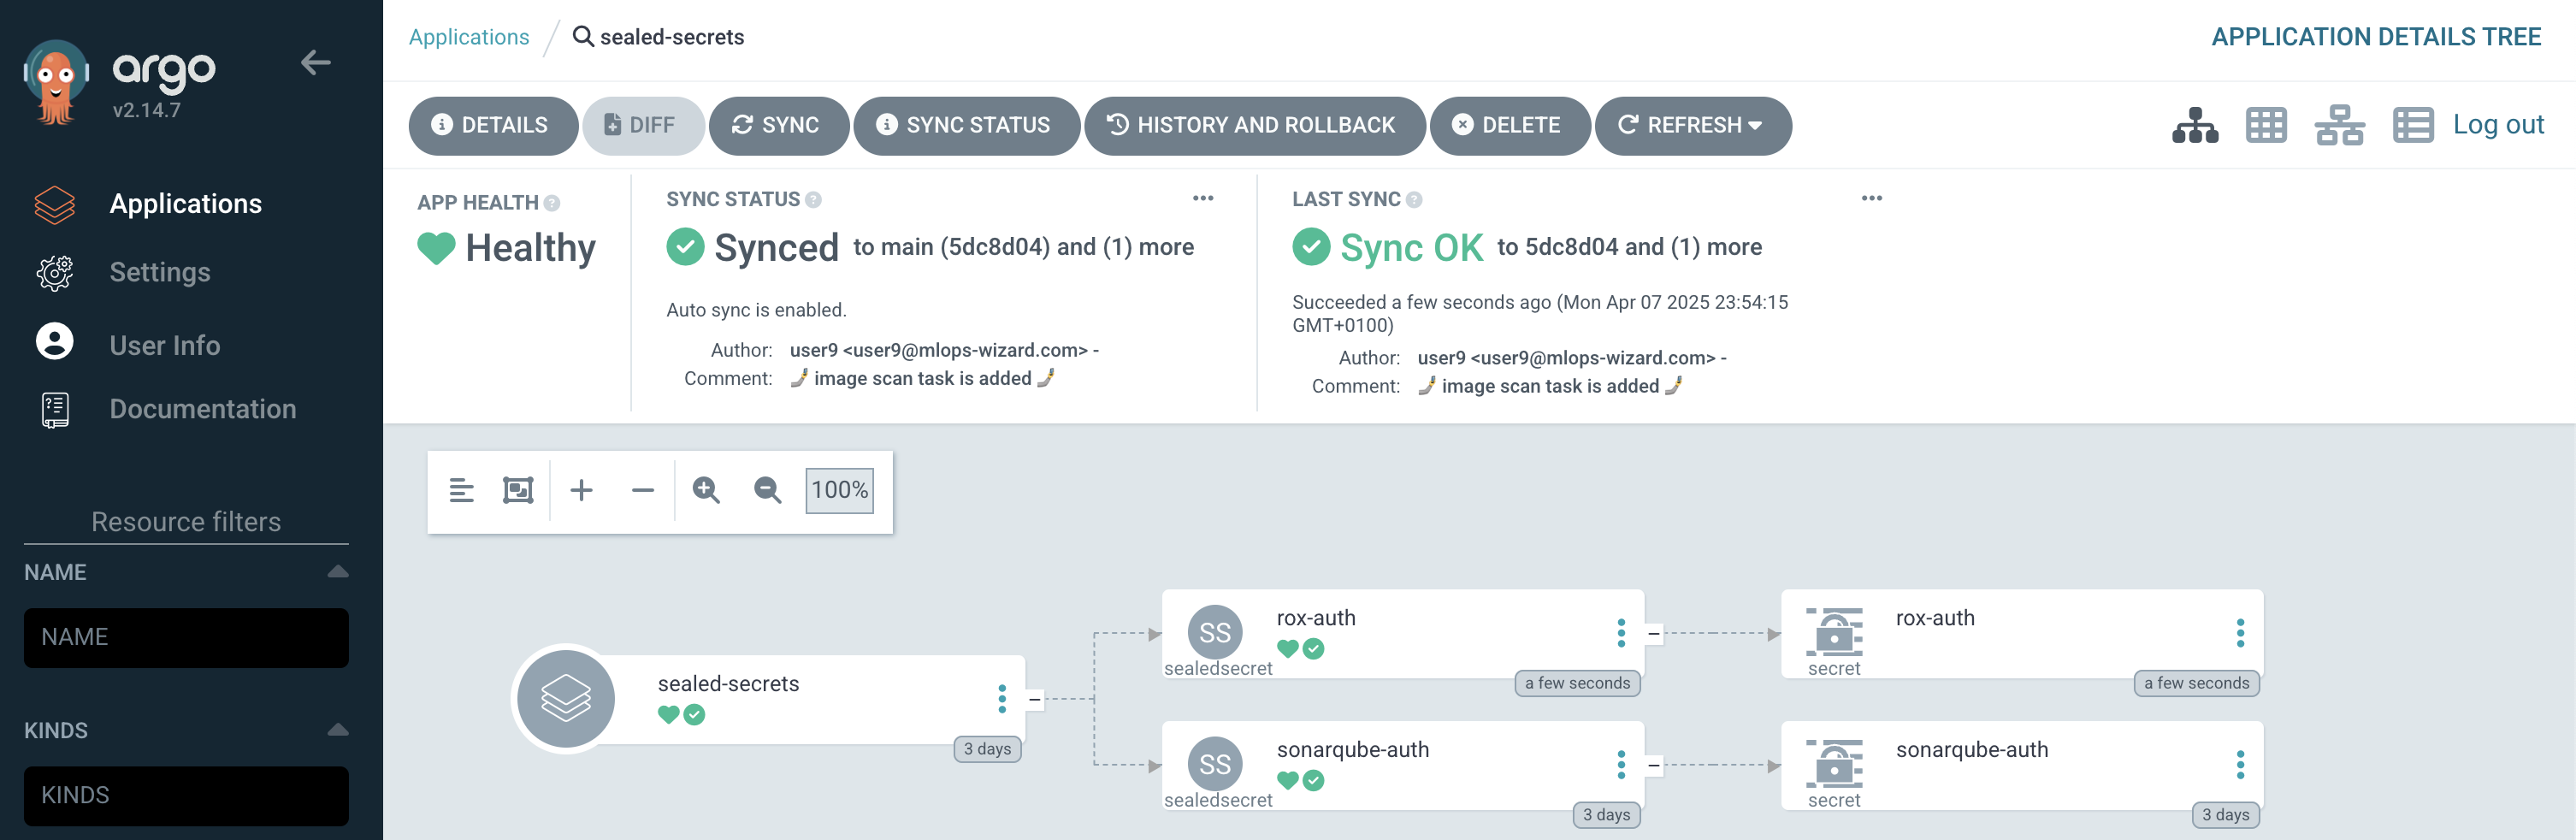 argo
v2.14.7
Applications
Settings
User Info
Documentation
Resource filters
NAME
NAME
KINDS
KINDS
Applications / sealed-secrets
APPLICATION DETAILS TREE
DETAILS
DIFF
SYNC
SYNC STATUS
HISTORY AND ROLLBACK
DELETE
REFRESH
Log out
APP HEALTH
Healthy
SYNC STATUS
Synced to main (5dc8d04) and (1) more
Auto sync is enabled.
Author: user9 <user9@mlops-wizard.com> -
Comment: 🦾 image scan task is added 🦾
LAST SYNC
Sync OK to 5dc8d04 and (1) more
Succeeded a few seconds ago (Mon Apr 07 2025 23:54:15
GMT+0100)
Author: user9 <user9@mlops-wizard.com> -
Comment: 🦾 image scan task is added 🦾
100%
sealed-secrets
3 days
SS
sealedsecret
rox-auth
a few seconds
secret
rox-auth
a few seconds
SS
sealedsecret
sonarqube-auth
3 days
secret
sonarqube-auth
3 days